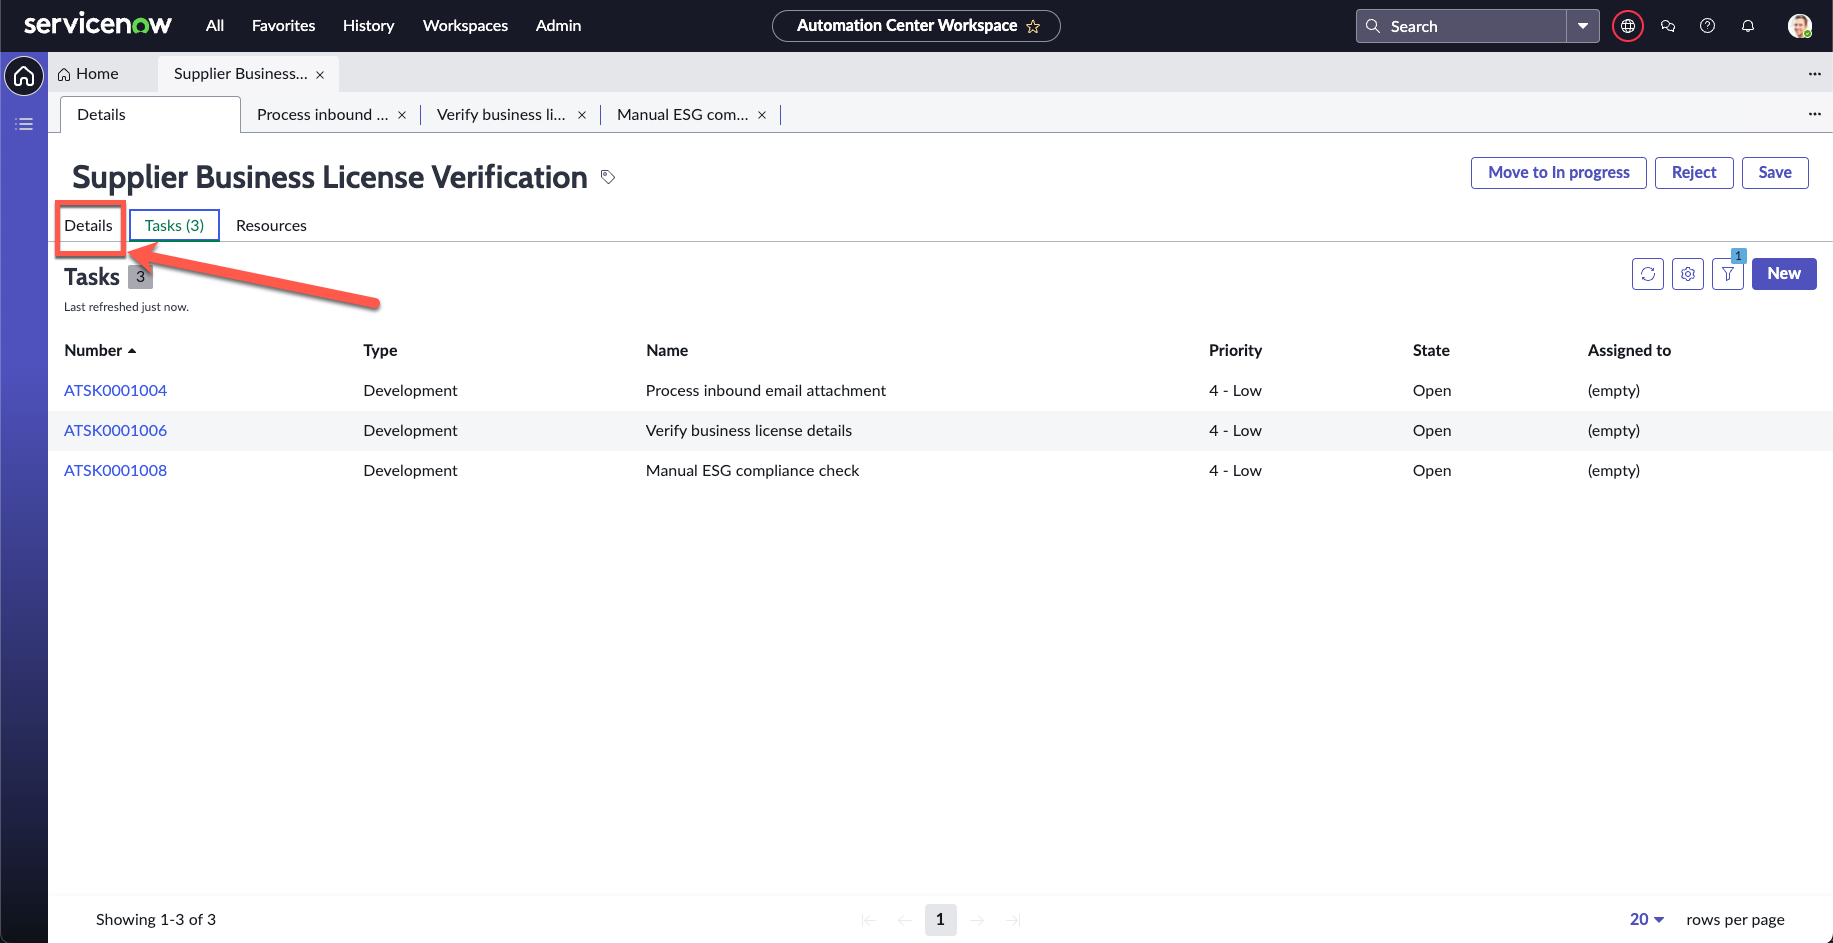 servicenow All Favorites History Workspaces Admin Automation Center Workspace Search
Home Supplier Business...
Details Process inbound ... Verify business li... Manual ESG com...
Supplier Business License Verification Move to In progress Reject Save
Details Tasks (3) Resources
Tasks 3 1 New
Last refreshed just now.
Number Type Name Priority State Assigned to
ATSK0001004 Development Process inbound email attachment 4 - Low Open (empty)
ATSK0001006 Development Verify business license details 4 - Low Open (empty)
ATSK0001008 Development Manual ESG compliance check 4 - Low Open (empty)
Showing 1-3 of 3 1 20 rows per page